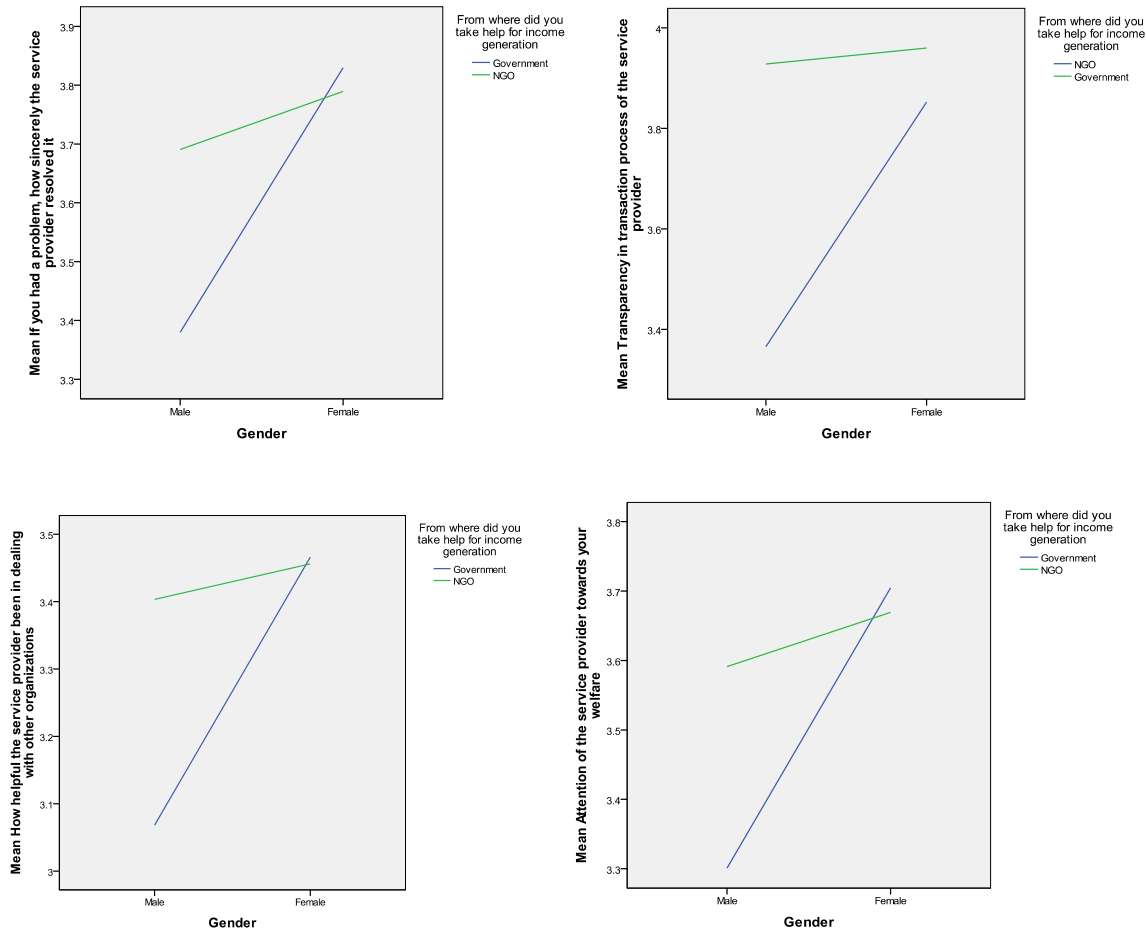 Mean If you had a problem, how sincerely the service
provider resolved it
3.9
3.8
3.7
3.6
3.5
3.4
3.3
Male
Female
Gender
From where did you
take help for income
generation
Government
NGO
Mean Transparency in transaction process of the service
provider
4
3.8
3.6
3.4
Male
Female
Gender
From where did you
take help for income
generation
NGO
Government
Mean How helpful the service provider been in dealing
with other organizations
3.5
3.4
3.3
3.2
3.1
3
Male
Female
Gender
From where did you
take help for income
generation
Government
NGO
Mean Attention of the service provider towards your
welfare
3.8
3.7
3.6
3.5
3.4
3.3
Male
Female
Gender
From where did you
take help for income
generation
Government
NGO